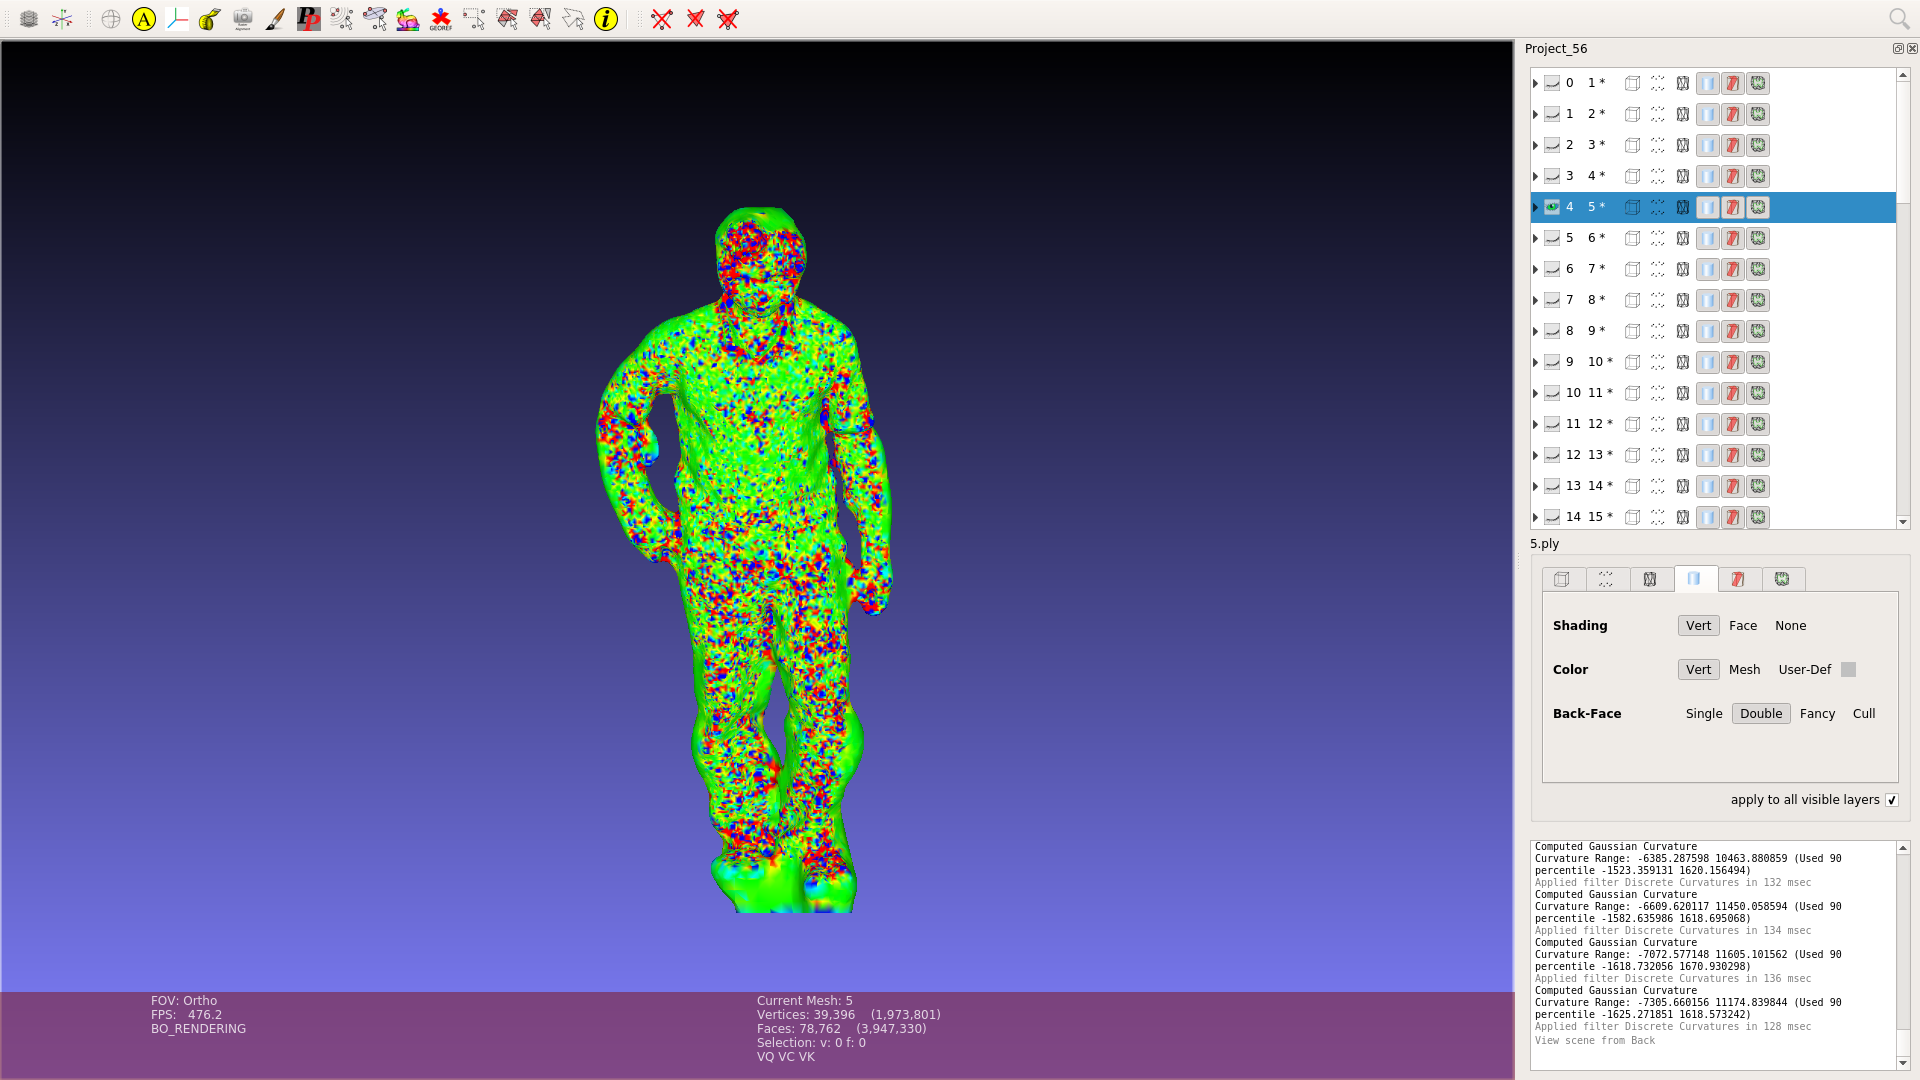 A
PP
GEOREF
i
Project_56
0 1 *
1 2 *
2 3 *
3 4 *
4 5 *
5 6 *
6 7 *
7 8 *
8 9 *
9 10 *
10 11 *
11 12 *
12 13 *
13 14 *
14 15 *
5.ply
Shading Vert Face None
Color Vert Mesh User-Def
Back-Face Single Double Fancy Cull
apply to all visible layers
Computed Gaussian Curvature
Curvature Range: -6385.287598 10463.880859 (Used 90
percentile -1523.359131 1620.156494)
Applied filter Discrete Curvatures in 132 msec
Computed Gaussian Curvature
Curvature Range: -6609.620117 11450.058594 (Used 90
percentile -1582.635986 1618.695068)
Applied filter Discrete Curvatures in 134 msec
Computed Gaussian Curvature
Curvature Range: -7072.577148 11605.101562 (Used 90
percentile -1618.732056 1670.930298)
Applied filter Discrete Curvatures in 136 msec
Computed Gaussian Curvature
Curvature Range: -7305.660156 11174.839844 (Used 90
percentile -1625.271851 1618.573242)
Applied filter Discrete Curvatures in 128 msec
View scene from Back
FOV: Ortho
FPS: 476.2
BO_RENDERING
Current Mesh: 5
Vertices: 39,396 (1,973,801)
Faces: 78,762 (3,947,330)
Selection: v: 0 f: 0
VQ VC VK